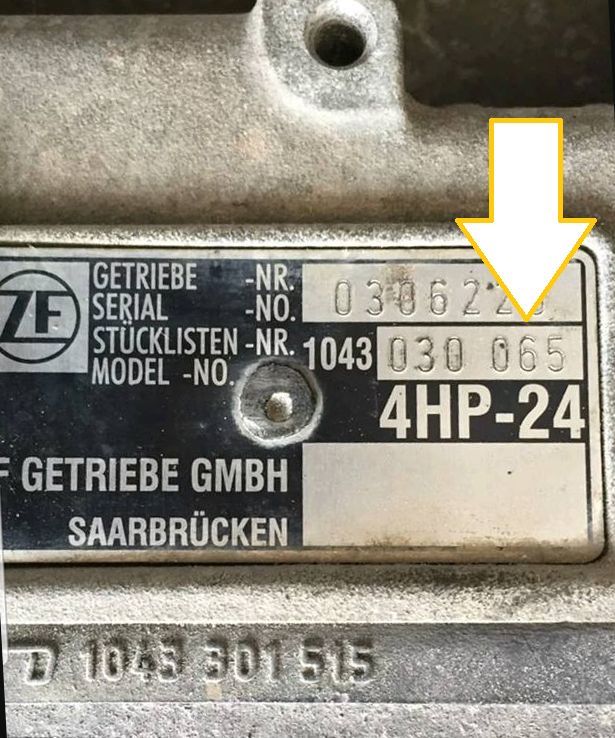 ZF
GETRIEBE -NR.
SERIAL -NO.
STÜCKLISTEN -NR. 1043 030 065
MODEL -NO.
4HP-24
GETRIEBE GMBH
SAARBRÜCKEN
1043 301 515